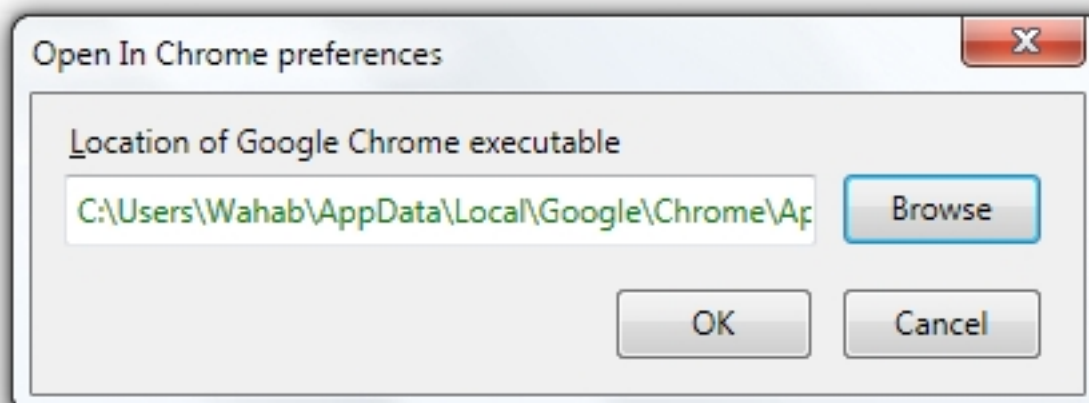 Open In Chrome preferences
Location of Google Chrome executable
C:\Users\Wahab\AppData\Local\Google\Chrome\Ap
Browse
OK
Cancel